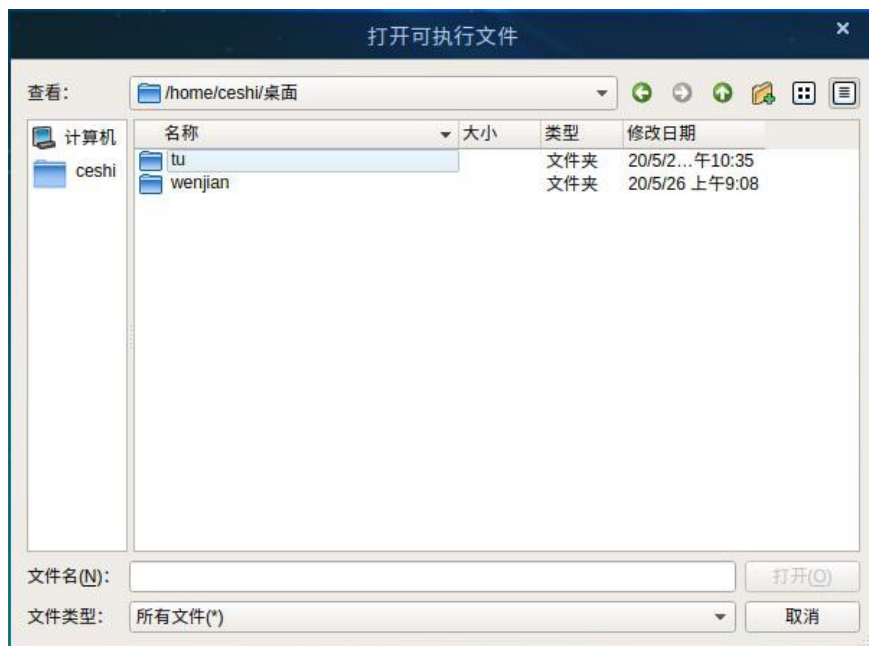 打开可执行文件
查看: /home/ceshi/桌面
计算机
ceshi
名称 大小 类型 修改日期
tu 文件夹 20/5/2…午10:35
wenjian 文件夹 20/5/26 上午9:08
文件名(N): 打开(O)
文件类型: 所有文件(*) 取消